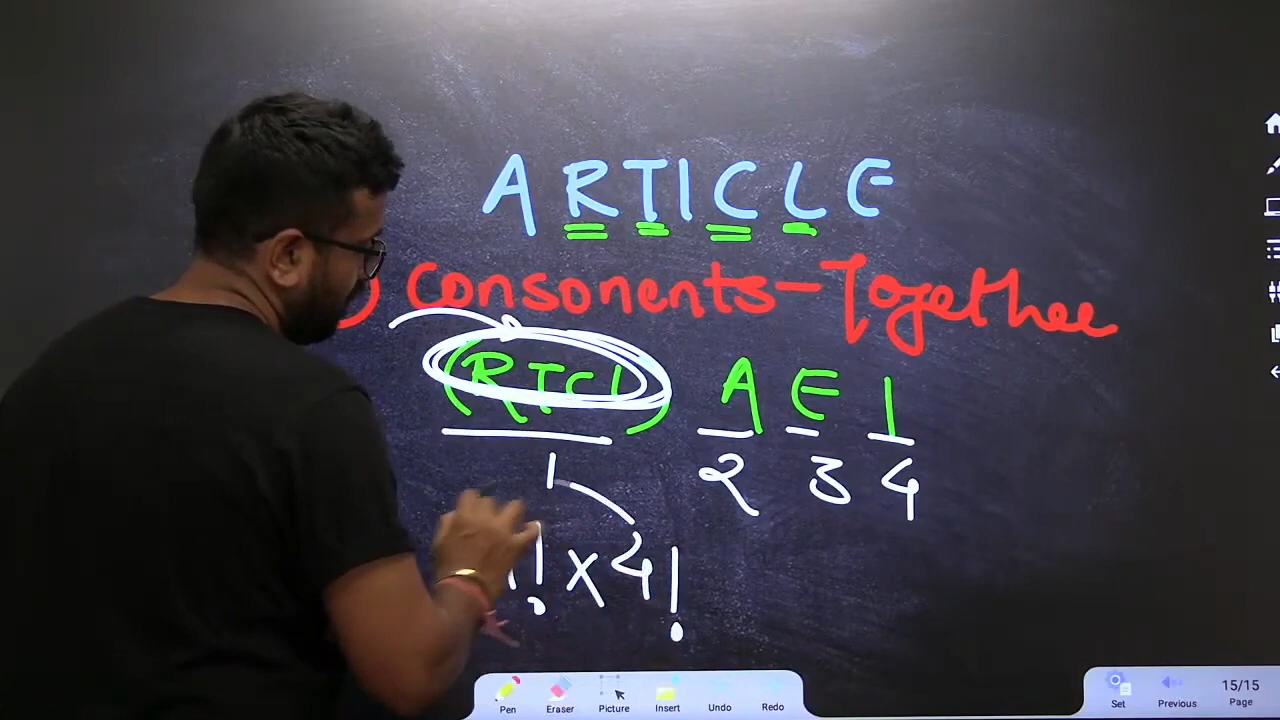 ARTICLE
) Consonents-Together
(RTCL) A E I
1 2 3 4
! X 4!
Pen Eraser Picture Insert Undo Redo
Set Previous 15/15 Page